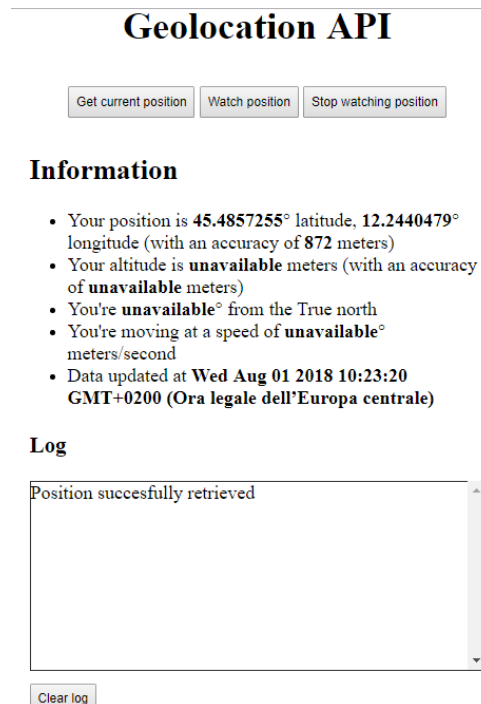 Geolocation API
Get current position Watch position Stop watching position
Information
• Your position is 45.4857255° latitude, 12.2440479°
longitude (with an accuracy of 872 meters)
• Your altitude is unavailable meters (with an accuracy
of unavailable meters)
• You're unavailable° from the True north
• You're moving at a speed of unavailable°
meters/second
• Data updated at Wed Aug 01 2018 10:23:20
GMT+0200 (Ora legale dell’Europa centrale)
Log
Position succesfully retrieved
Clear log